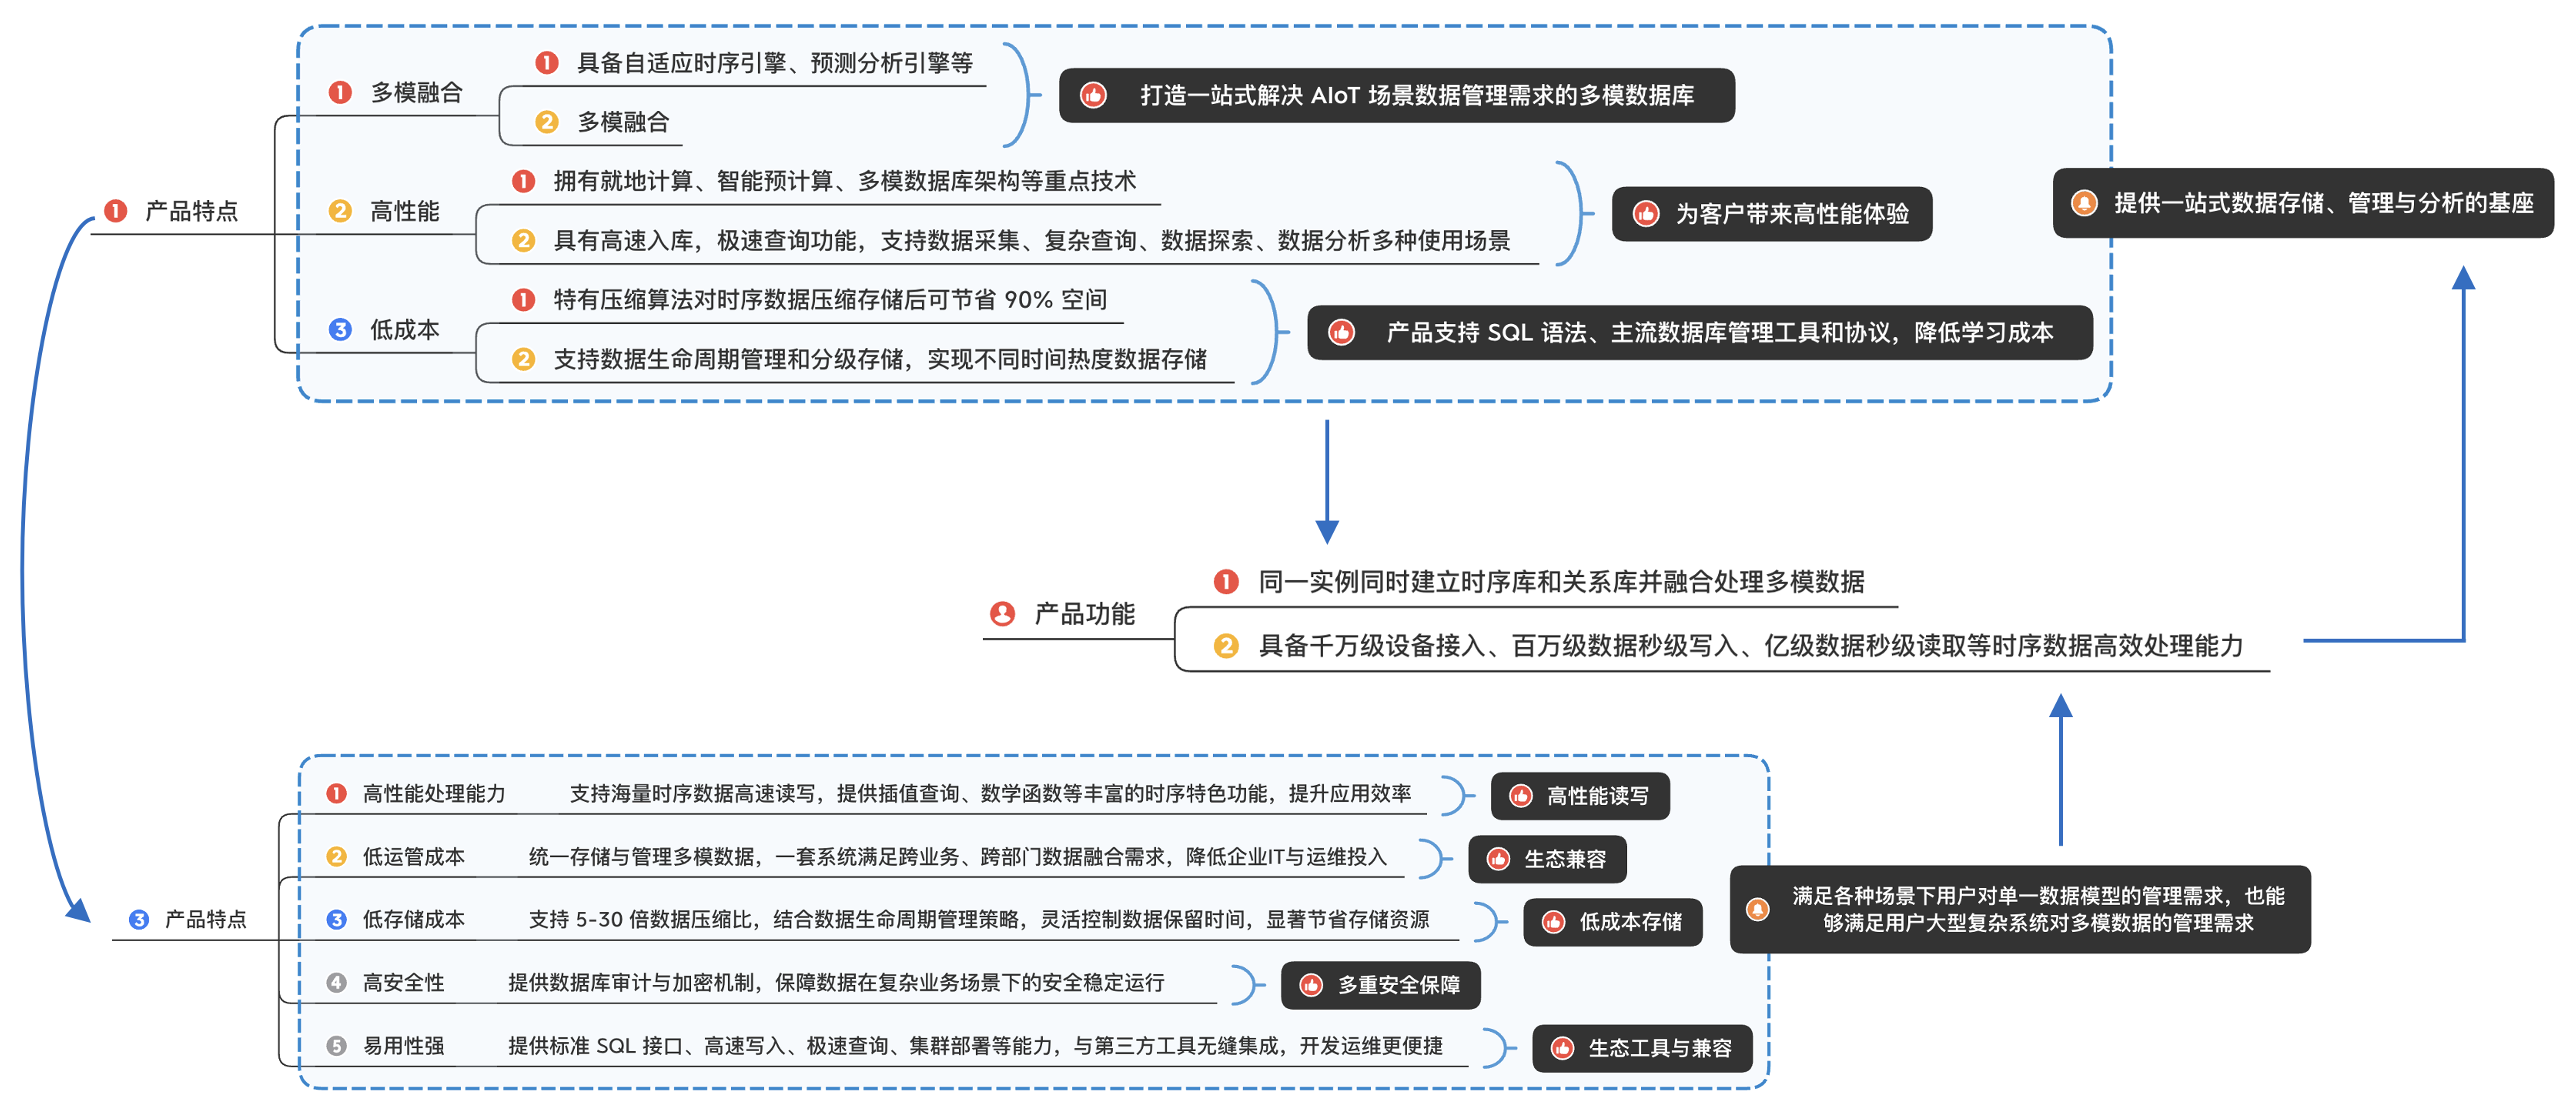 1 产品特点
1 多模融合
1 具备自适应时序引擎、预测分析引擎等
2 多模融合
打造一站式解决 AIoT 场景数据管理需求的多模数据库
2 高性能
1 拥有就地计算、智能预计算、多模数据库架构等重点技术
2 具有高速入库，极速查询功能，支持数据采集、复杂查询、数据探索、数据分析多种使用场景
为客户带来高性能体验
3 低成本
1 特有压缩算法对时序数据压缩存储后可节省 90% 空间
2 支持数据生命周期管理和分级存储，实现不同时间热度数据存储
产品支持 SQL 语法、主流数据库管理工具和协议，降低学习成本
提供一站式数据存储、管理与分析的基座
产品功能
1 同一实例同时建立时序库和关系库并融合处理多模数据
2 具备千万级设备接入、百万级数据秒级写入、亿级数据秒级读取等时序数据高效处理能力
3 产品特点
1 高性能处理能力
支持海量时序数据高速读写，提供插值查询、数学函数等丰富的时序特色功能，提升应用效率
高性能读写
2 低运管成本
统一存储与管理多模数据，一套系统满足跨业务、跨部门数据融合需求，降低企业IT与运维投入
生态兼容
3 低存储成本
支持 5-30 倍数据压缩比，结合数据生命周期管理策略，灵活控制数据保留时间，显著节省存储资源
低成本存储
4 高安全性
提供数据库审计与加密机制，保障数据在复杂业务场景下的安全稳定运行
多重安全保障
5 易用性强
提供标准 SQL 接口、高速写入、极速查询、集群部署等能力，与第三方工具无缝集成，开发运维更便捷
生态工具与兼容
满足各种场景下用户对单一数据模型的管理需求，也能
够满足用户大型复杂系统对多模数据的管理需求